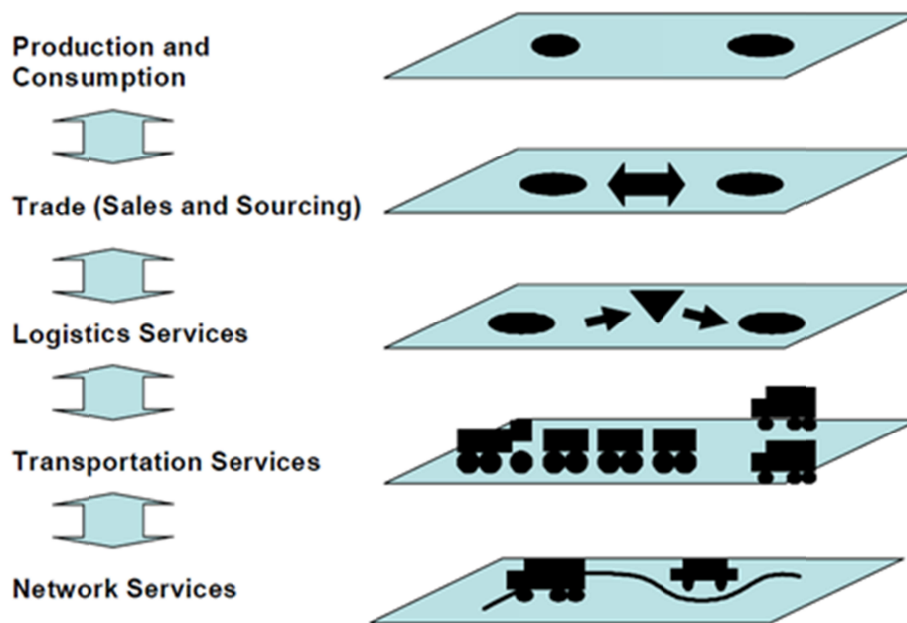 Production and
Consumption
Trade (Sales and Sourcing)
Logistics Services
Transportation Services
Network Services